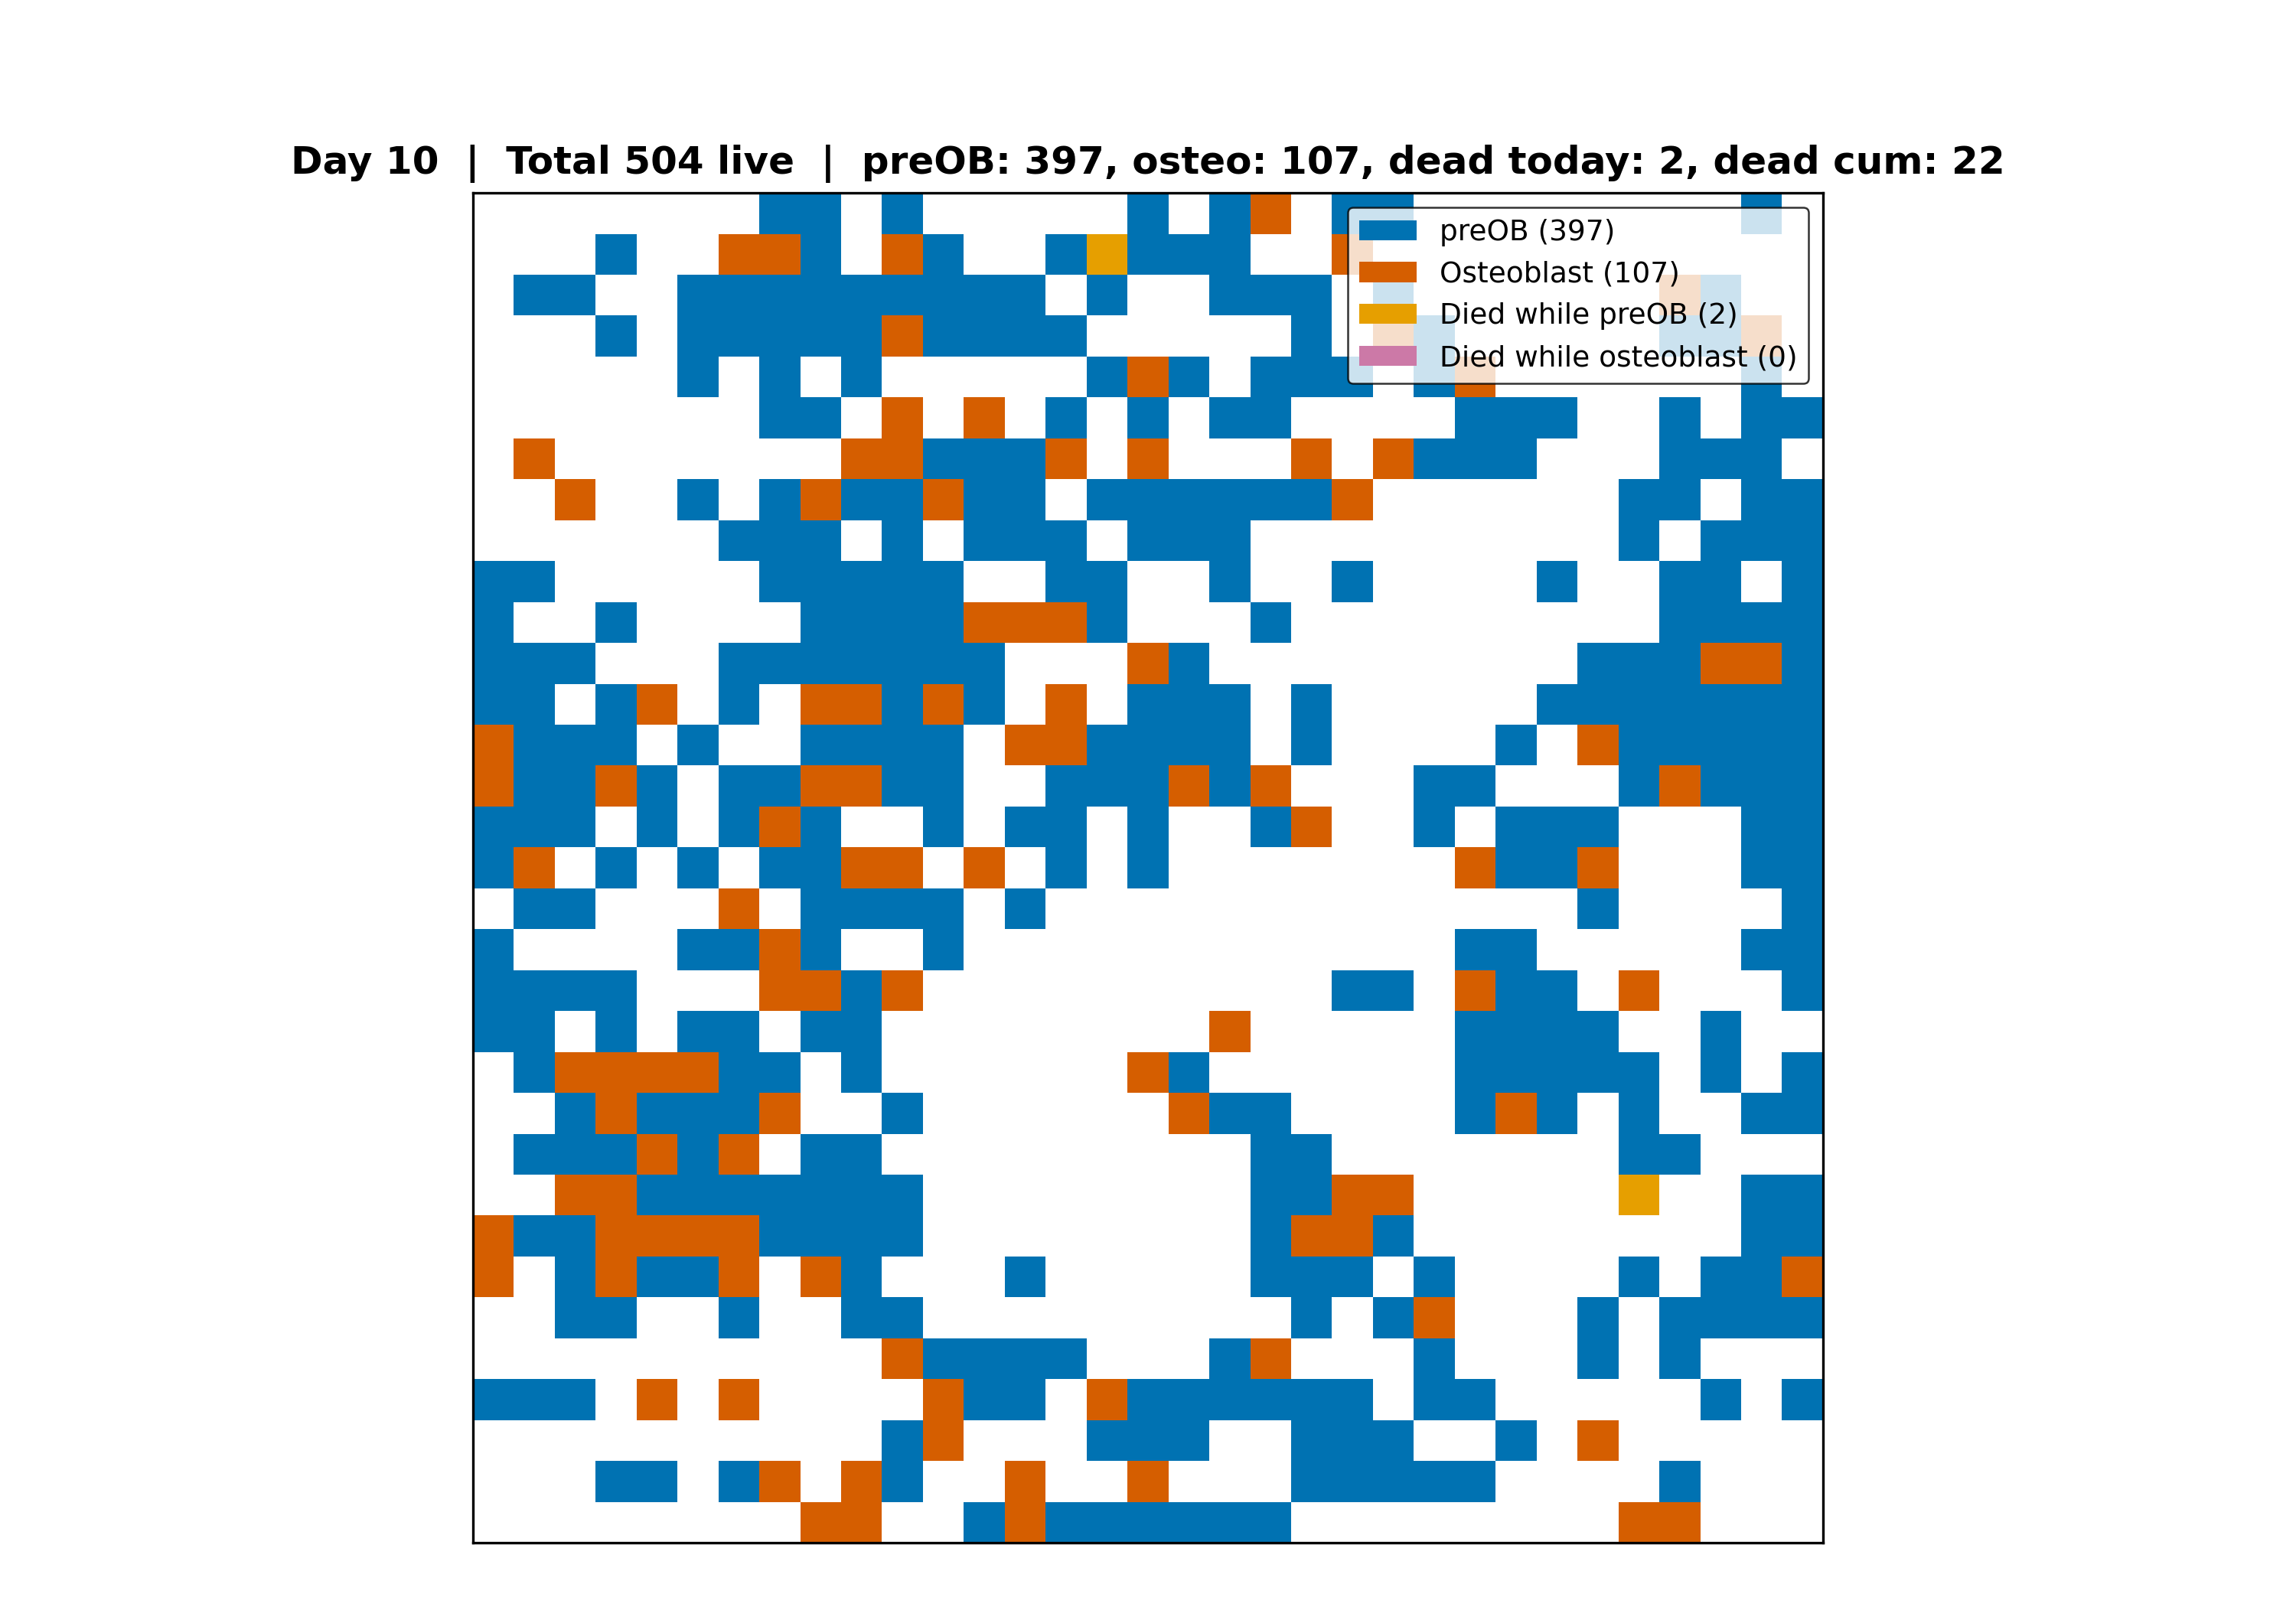 Day 10 | Total 504 live | preOB: 397, osteo: 107, dead today: 2, dead cum: 22
preOB (397)
Osteoblast (107)
Died while preOB (2)
Died while osteoblast (0)